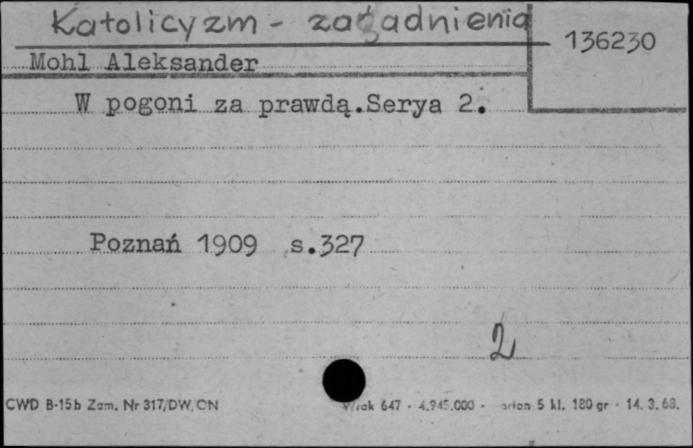 Katolicyzm - zagadnienia
136230
Mohl Aleksander
W pogoni za prawdą.Serya 2.
Poznań 1909 s.327
2
CWD B-15b Zam. Nr 317/DW/CN 647 - 4.945.000 - 5 kl. 180 gr - 14. 3. 68.